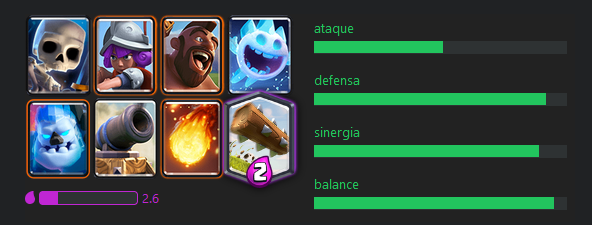 ataque
defensa
sinergia
balance
2
2.6